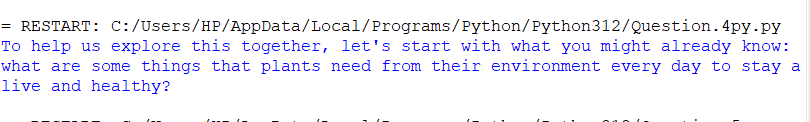 = RESTART: C:/Users/HP/AppData/Local/Programs/Python/Python312/Question.4py.py
To help us explore this together, let's start with what you might already know:
what are some things that plants need from their environment every day to stay a
live and healthy?